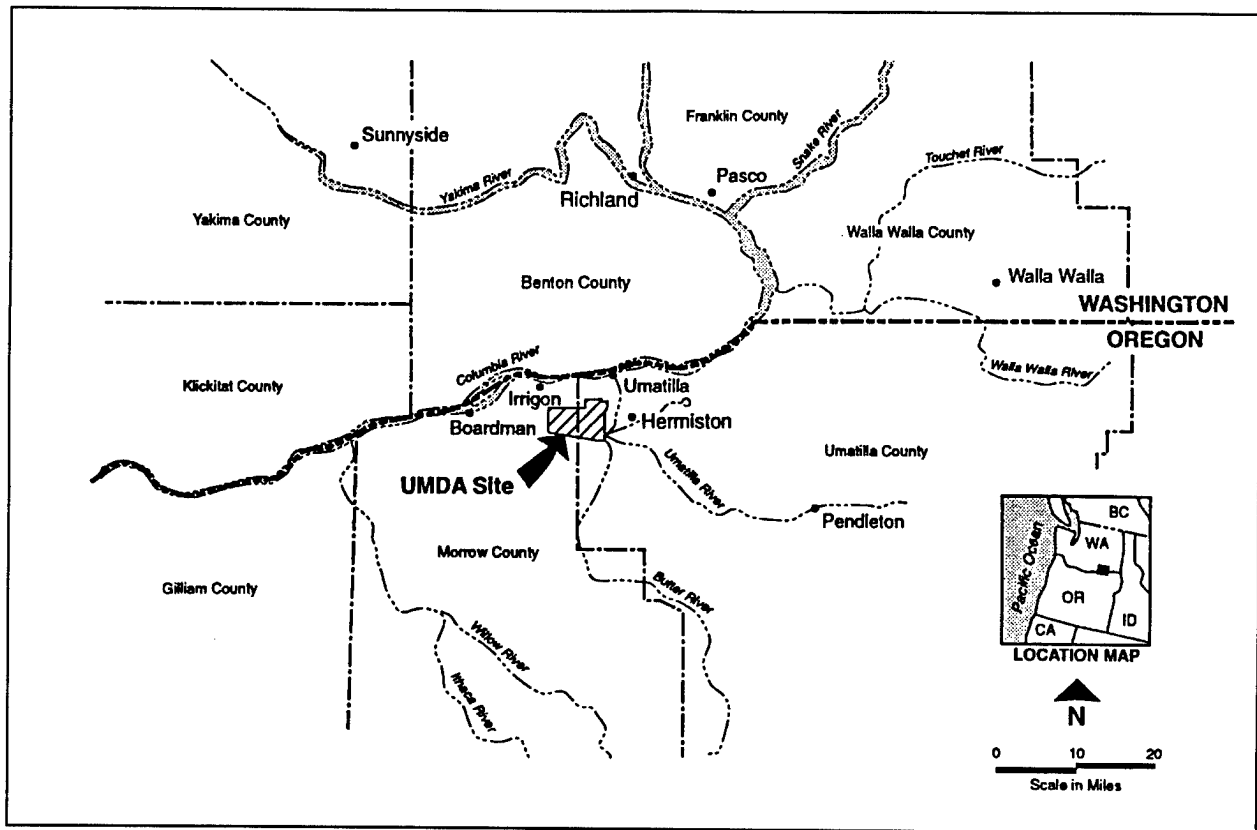 Franklin County
Snake River
Sunnyside
Touchet River
Yakima River
Pasco
Richland
Yakima County
Walla Walla County
Benton County
Walla Walla
WASHINGTON
OREGON
Columbia River
Klickitat County
Walla Walla River
Irrigon
Umatilla
Boardman
Hermiston
Umatilla County
UMDA Site
Umatilla River
Pendleton
Morrow County
Gilliam County
Butter River
Willow River
Ithaca River
BC
WA
Pacific Ocean
OR
ID
CA
LOCATION MAP
N
0 10 20
Scale in Miles